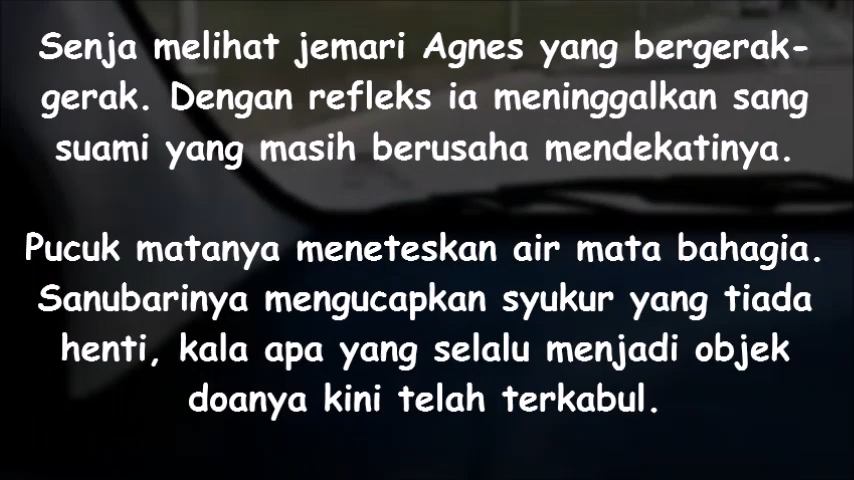 Senja melihat jemari Agnes yang bergerak-
gerak. Dengan refleks ia meninggalkan sang
suami yang masih berusaha mendekatinya.
Pucuk matanya meneteskan air mata bahagia.
Sanubarinya mengucapkan syukur yang tiada
henti, kala apa yang selalu menjadi objek
doanya kini telah terkabul.